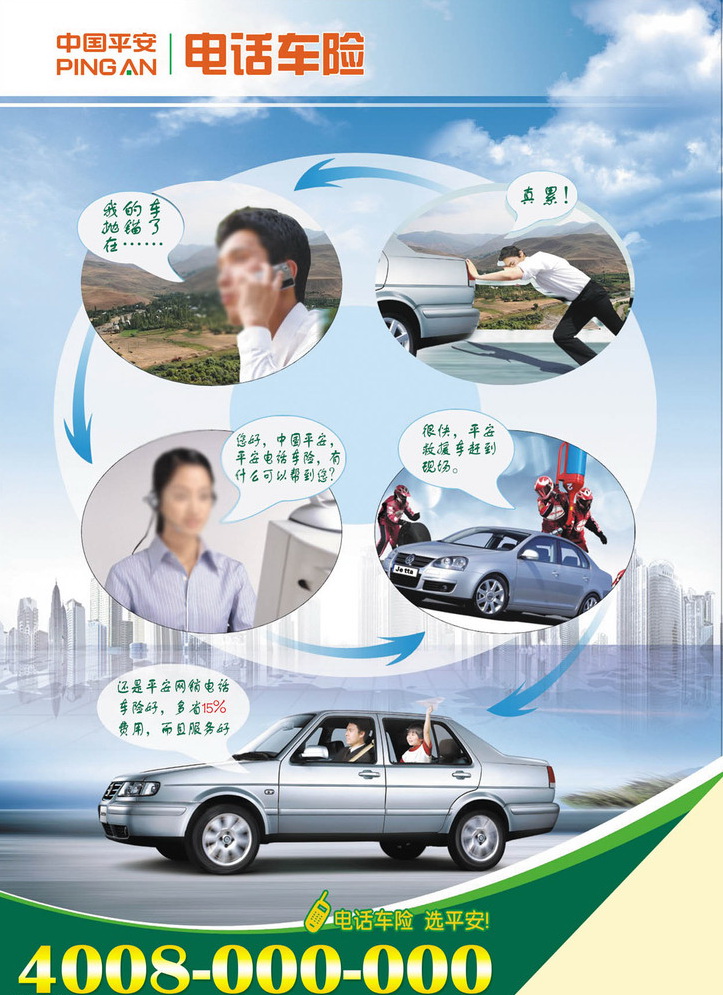 中国平安
PING AN
电话车险
真累!
我的车
抛锚了
在……
您好,中国平安,
平安电话车险,有
什么可以帮到您?
很快,平安
救援车赶到
现场。
Jetta
还是平安网销电话
车险好,多省15%
费用,而且服务好
电话车险 选平安!
4008-000-000